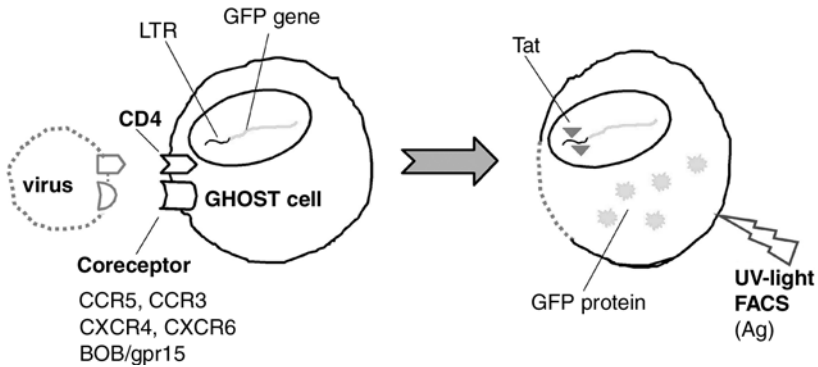 GFP gene
LTR
Tat
CD4
virus
GHOST cell
Coreceptor
CCR5, CCR3
CXCR4, CXCR6
BOB/gpr15
GFP protein
UV-light
FACS
(Ag)